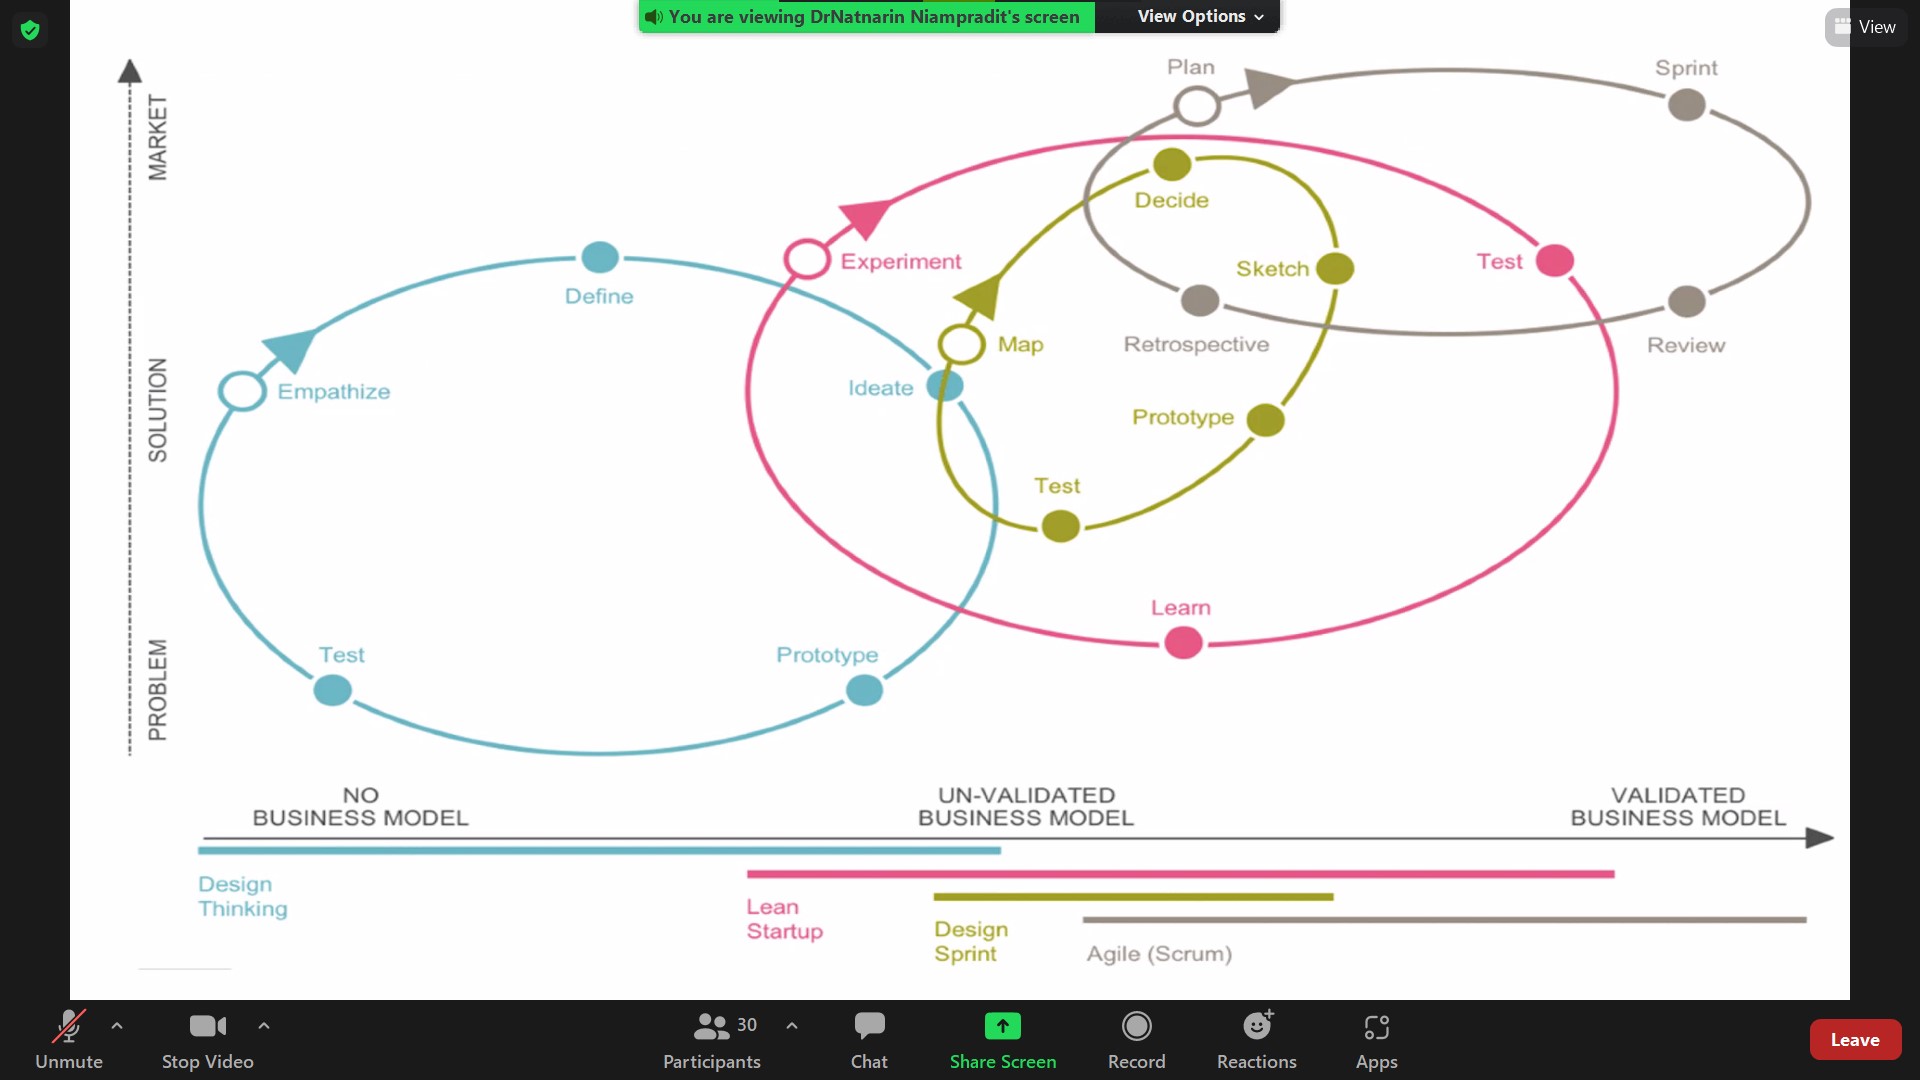 You are viewing DrNatnarin Niampradit's screen
View Options
View
MARKET
SOLUTION
PROBLEM
Plan
Sprint
Decide
Experiment
Sketch
Test
Define
Map
Retrospective
Review
Empathize
Ideate
Prototype
Test
Learn
Test
Prototype
NO
BUSINESS MODEL
UN-VALIDATED
BUSINESS MODEL
VALIDATED
BUSINESS MODEL
Design
Thinking
Lean
Startup
Design
Sprint
Agile (Scrum)
Unmute
Stop Video
30
Participants
Chat
Share Screen
Record
Reactions
Apps
Leave